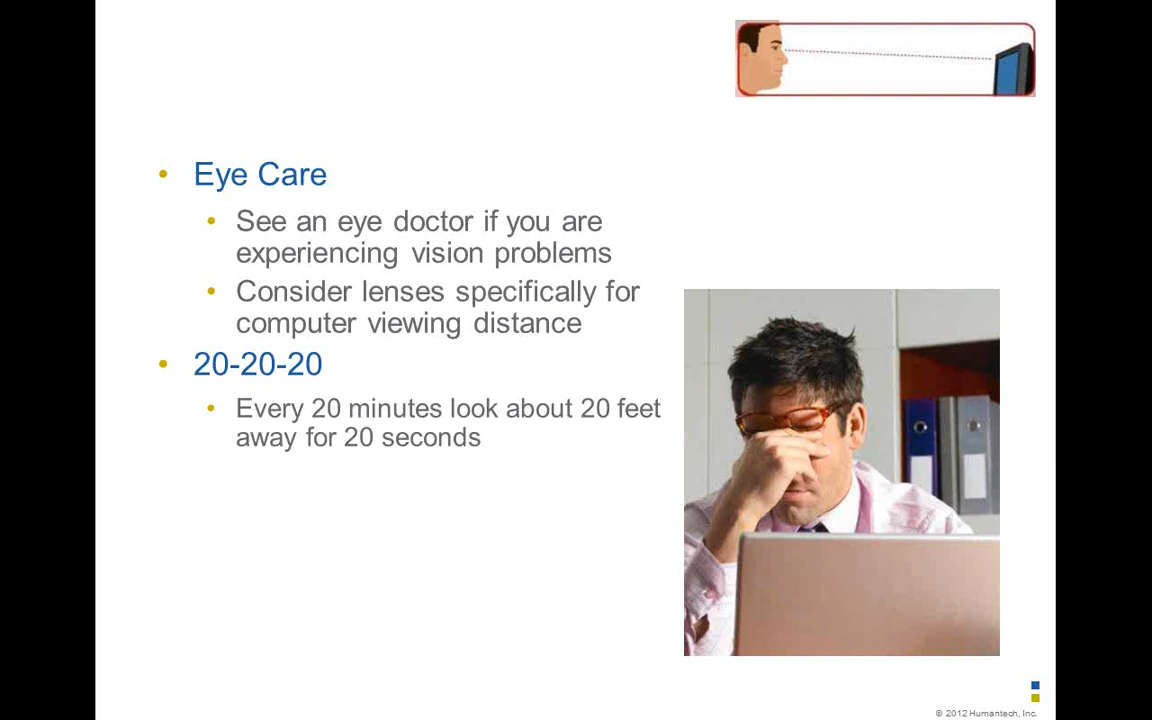 • Eye Care
• See an eye doctor if you are
experiencing vision problems
• Consider lenses specifically for
computer viewing distance
• 20-20-20
• Every 20 minutes look about 20 feet
away for 20 seconds
© 2012 Humantech, Inc.